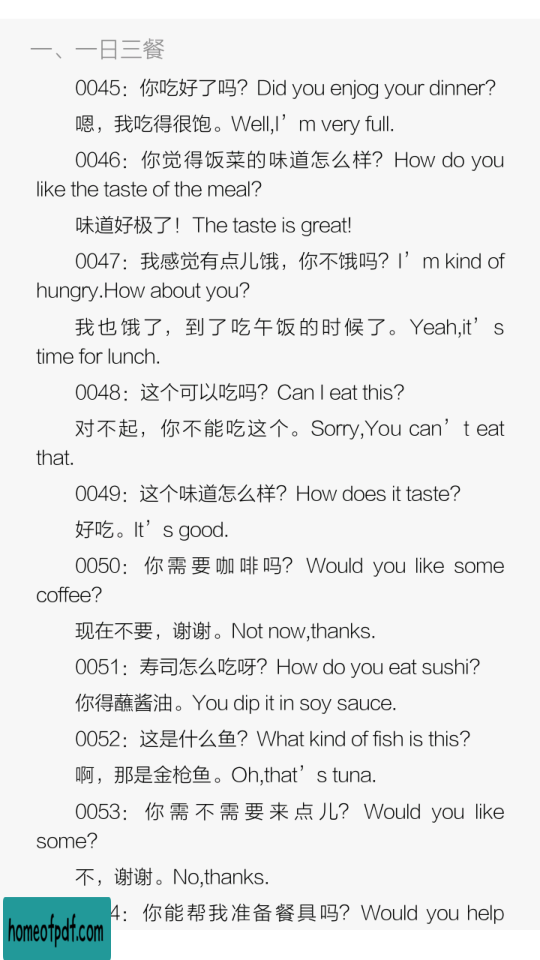 一、一日三餐
0045：你吃好了吗？Did you enjog your dinner?
嗯，我吃得很饱。Well,I’m very full.
0046：你觉得饭菜的味道怎么样？How do you
like the taste of the meal?
味道好极了！The taste is great!
0047：我感觉有点儿饿，你不饿吗？I’m kind of
hungry.How about you?
我也饿了，到了吃午饭的时候了。Yeah,it’s
time for lunch.
0048：这个可以吃吗？Can I eat this?
对不起，你不能吃这个。Sorry,You can’t eat
that.
0049：这个味道怎么样？How does it taste?
好吃。It’s good.
0050：你需要咖啡吗？Would you like some
coffee?
现在不要，谢谢。Not now,thanks.
0051：寿司怎么吃呀？How do you eat sushi?
你得蘸酱油。You dip it in soy sauce.
0052：这是什么鱼？What kind of fish is this?
啊，那是金枪鱼。Oh,that’s tuna.
0053：你需不需要来点儿？Would you like
some?
不，谢谢。No,thanks.
4：你能帮我准备餐具吗？Would you help
homeofpdf.com